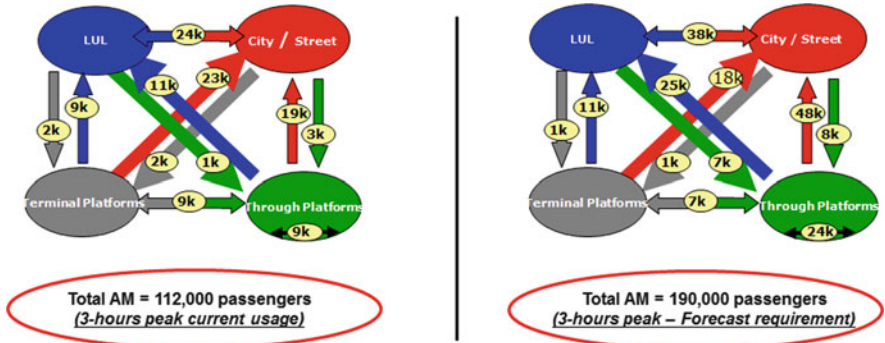 LUL
24k
City / Street
11k
23k
9k
2k
19k
3k
2k
1k
Terminal Platforms
9k
Through Platforms
9k
Total AM = 112,000 passengers
(3-hours peak current usage)
LUL
38k
City / Street
25k
18k
11k
1k
48k
8k
1k
7k
Terminal Platforms
7k
Through Platforms
24k
Total AM = 190,000 passengers
(3-hours peak – Forecast requirement)